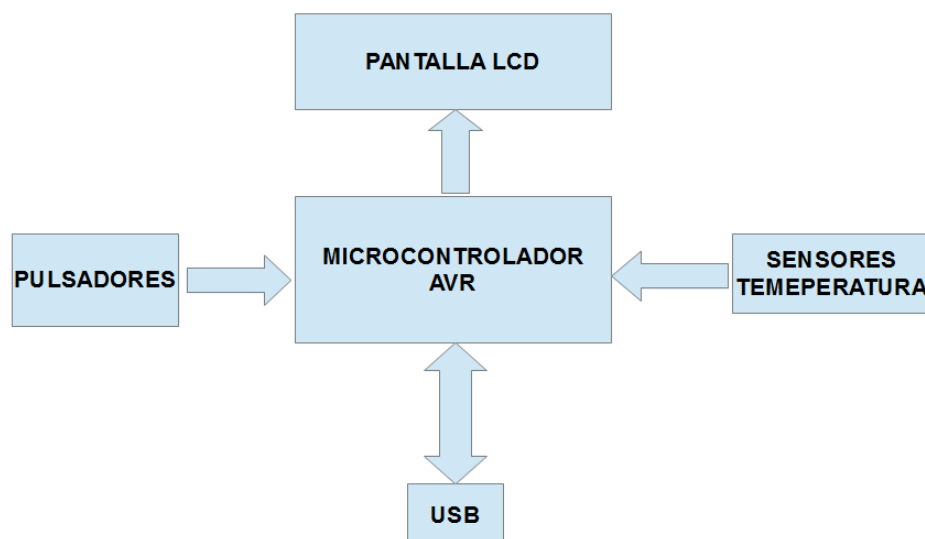 PANTALLA LCD
PULSADORES
MICROCONTROLADOR
AVR
SENSORES
TEMEPERATURA
USB